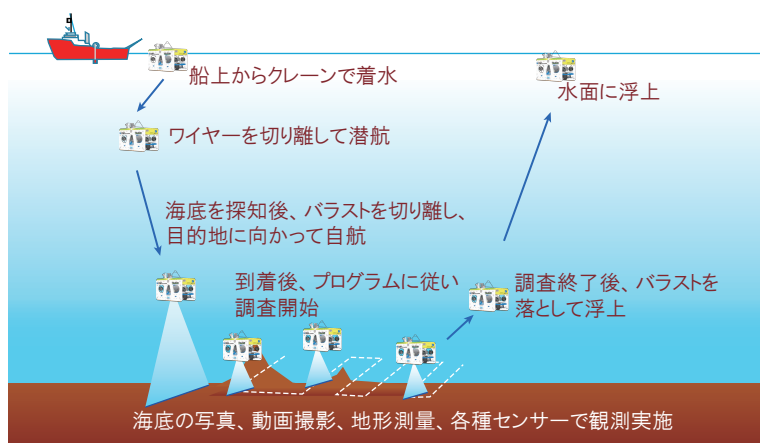 船上からクレーンで着水
水面に浮上
ワイヤーを切り離して潜航
海底を探知後、バラストを切り離し、
目的地に向かって自航
到着後、プログラムに従い
調査開始
調査終了後、バラストを
落として浮上
海底の写真、動画撮影、地形測量、各種センサーで観測実施